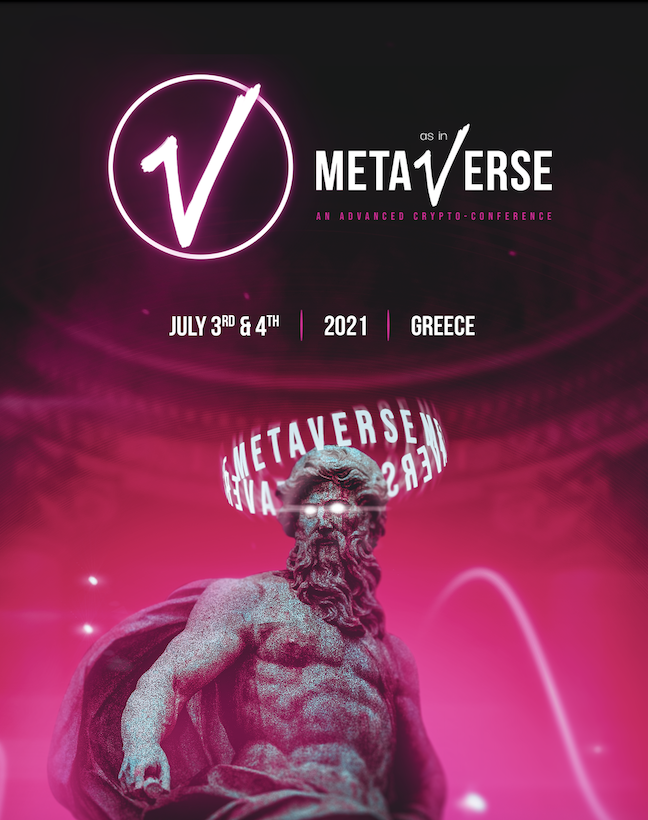 V
as in
METAVERSE
AN ADVANCED CRYPTO-CONFERENCE
JULY 3RD & 4TH | 2021 | GREECE
METAVERSE